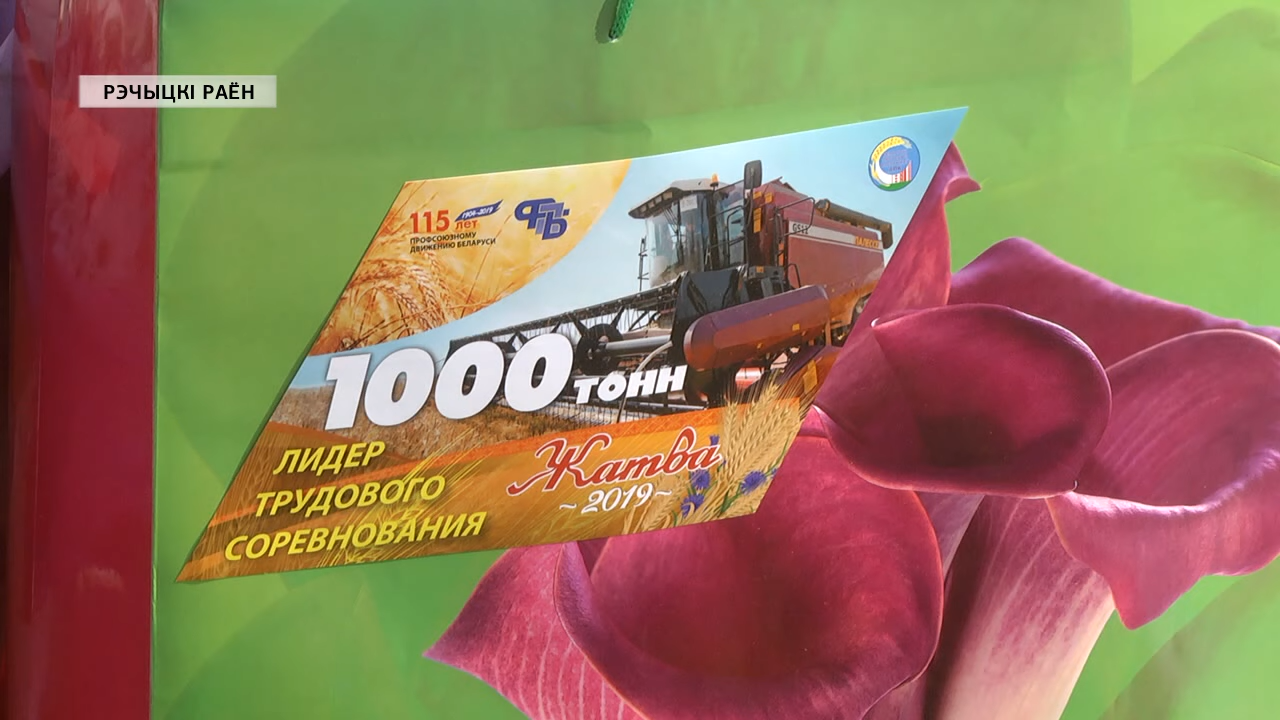 РЭЧЫЦКІ РАЁН
115 лет
1904-2019
ПРОФСОЮЗНОМУ
ДВИЖЕНИЮ БЕЛАРУСИ
ФПБ
1000 тонн
ЛИДЕР
ТРУДОВОГО
СОРЕВНОВАНИЯ
Жатва
~2019~